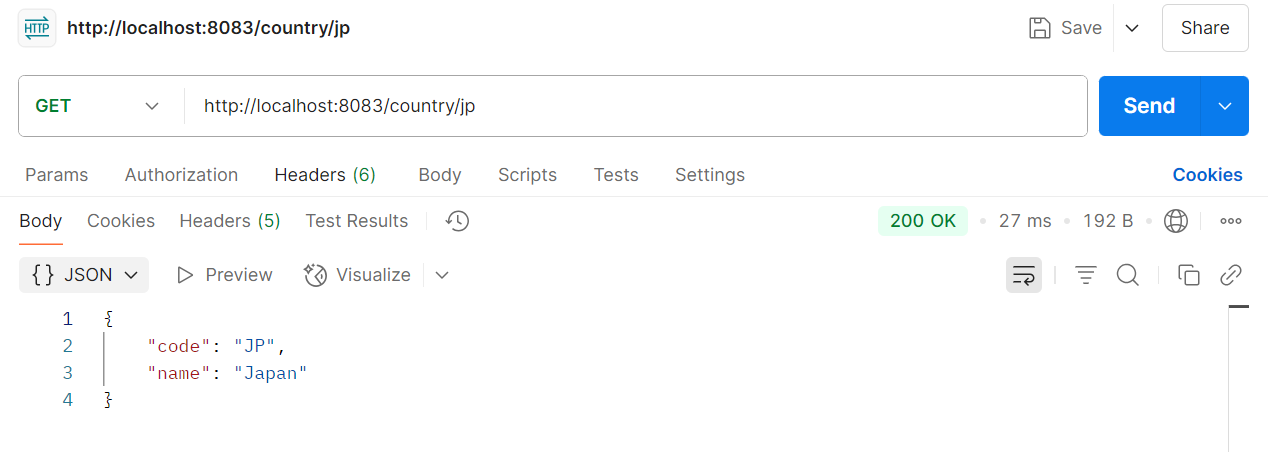 HTTP http://localhost:8083/country/jp Save Share
GET http://localhost:8083/country/jp Send
Params Authorization Headers (6) Body Scripts Tests Settings Cookies
Body Cookies Headers (5) Test Results 200 OK • 27 ms • 192 B •
{} JSON Preview Visualize
1 {
2 "code": "JP",
3 "name": "Japan"
4 }